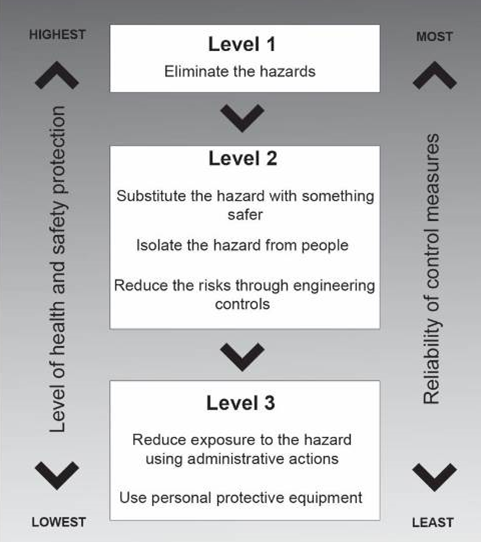 HIGHEST
MOST
Level 1
Eliminate the hazards
Level of health and safety protection
Reliability of control measures
Level 2
Substitute the hazard with something
safer
Isolate the hazard from people
Reduce the risks through engineering
controls
Level 3
Reduce exposure to the hazard
using administrative actions
Use personal protective equipment
LOWEST
LEAST